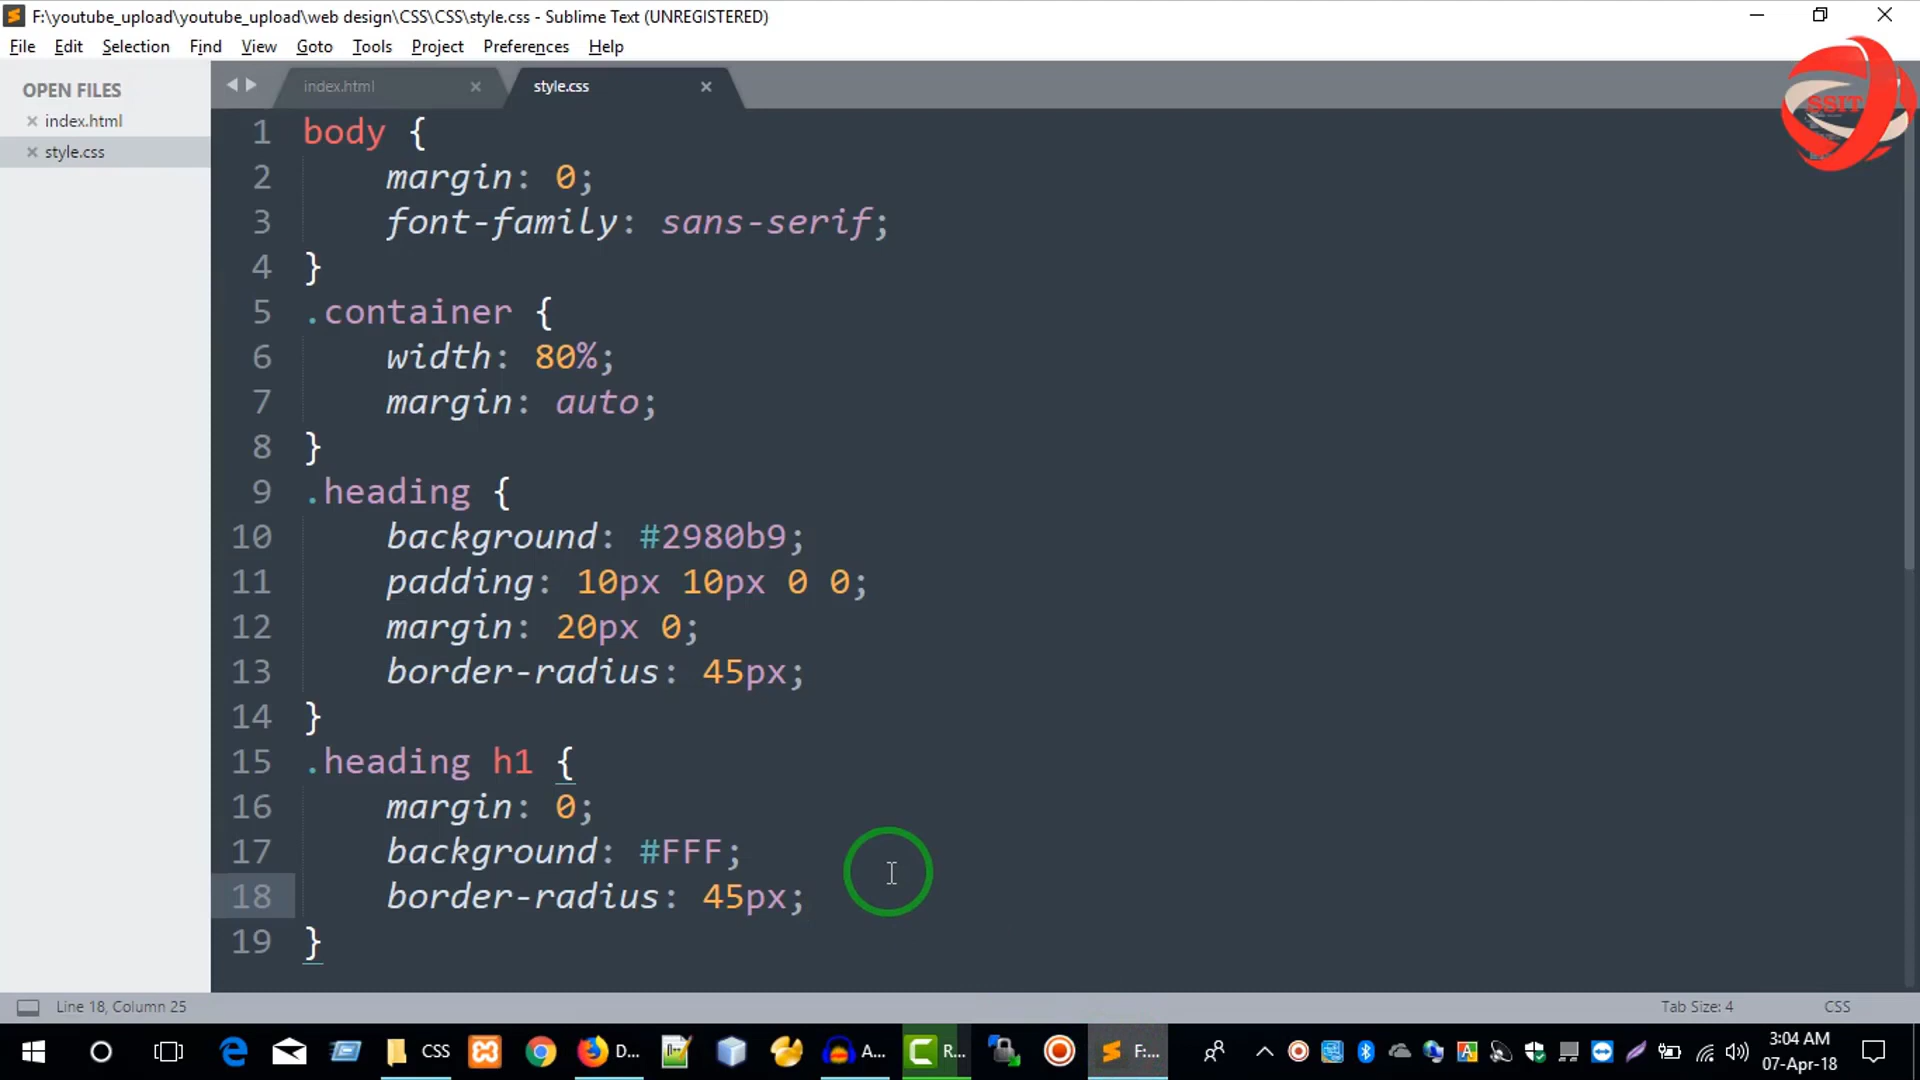 F:\youtube_upload\youtube_upload\web design\CSS\CSS\style.css - Sublime Text (UNREGISTERED)
File Edit Selection Find View Goto Tools Project Preferences Help
OPEN FILES
index.html
style.css
index.html
style.css
SSIT
1 body {
2 margin: 0;
3 font-family: sans-serif;
4 }
5 .container {
6 width: 80%;
7 margin: auto;
8 }
9 .heading {
10 background: #2980b9;
11 padding: 10px 10px 0 0;
12 margin: 20px 0;
13 border-radius: 45px;
14 }
15 .heading h1 {
16 margin: 0;
17 background: #FFF;
18 border-radius: 45px;
19 }
Line 18, Column 25
Tab Size: 4
CSS
CSS
D...
A...
R...
F:...
3:04 AM
07-Apr-18